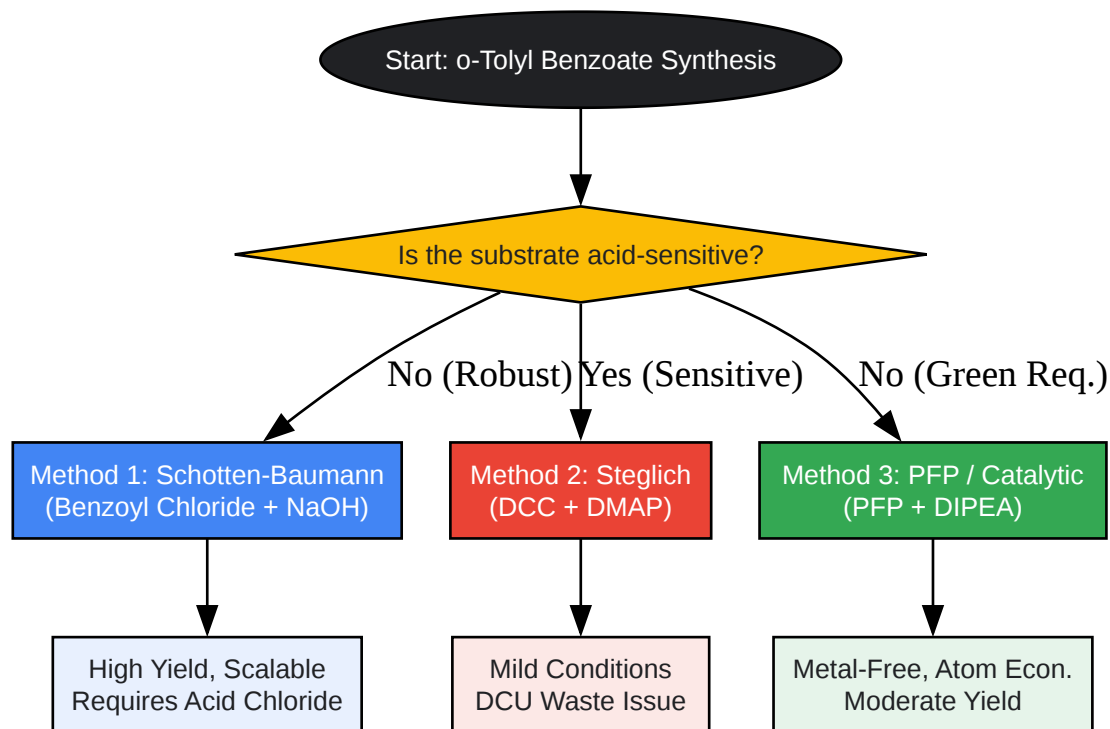 Start: o-Tolyl Benzoate Synthesis
Is the substrate acid-sensitive?
No (Robust)
Yes (Sensitive)
No (Green Req.)
Method 1: Schotten-Baumann
(Benzoyl Chloride + NaOH)
Method 2: Steglich
(DCC + DMAP)
Method 3: PFP / Catalytic
(PFP + DIPEA)
High Yield, Scalable
Requires Acid Chloride
Mild Conditions
DCU Waste Issue
Metal-Free, Atom Econ.
Moderate Yield